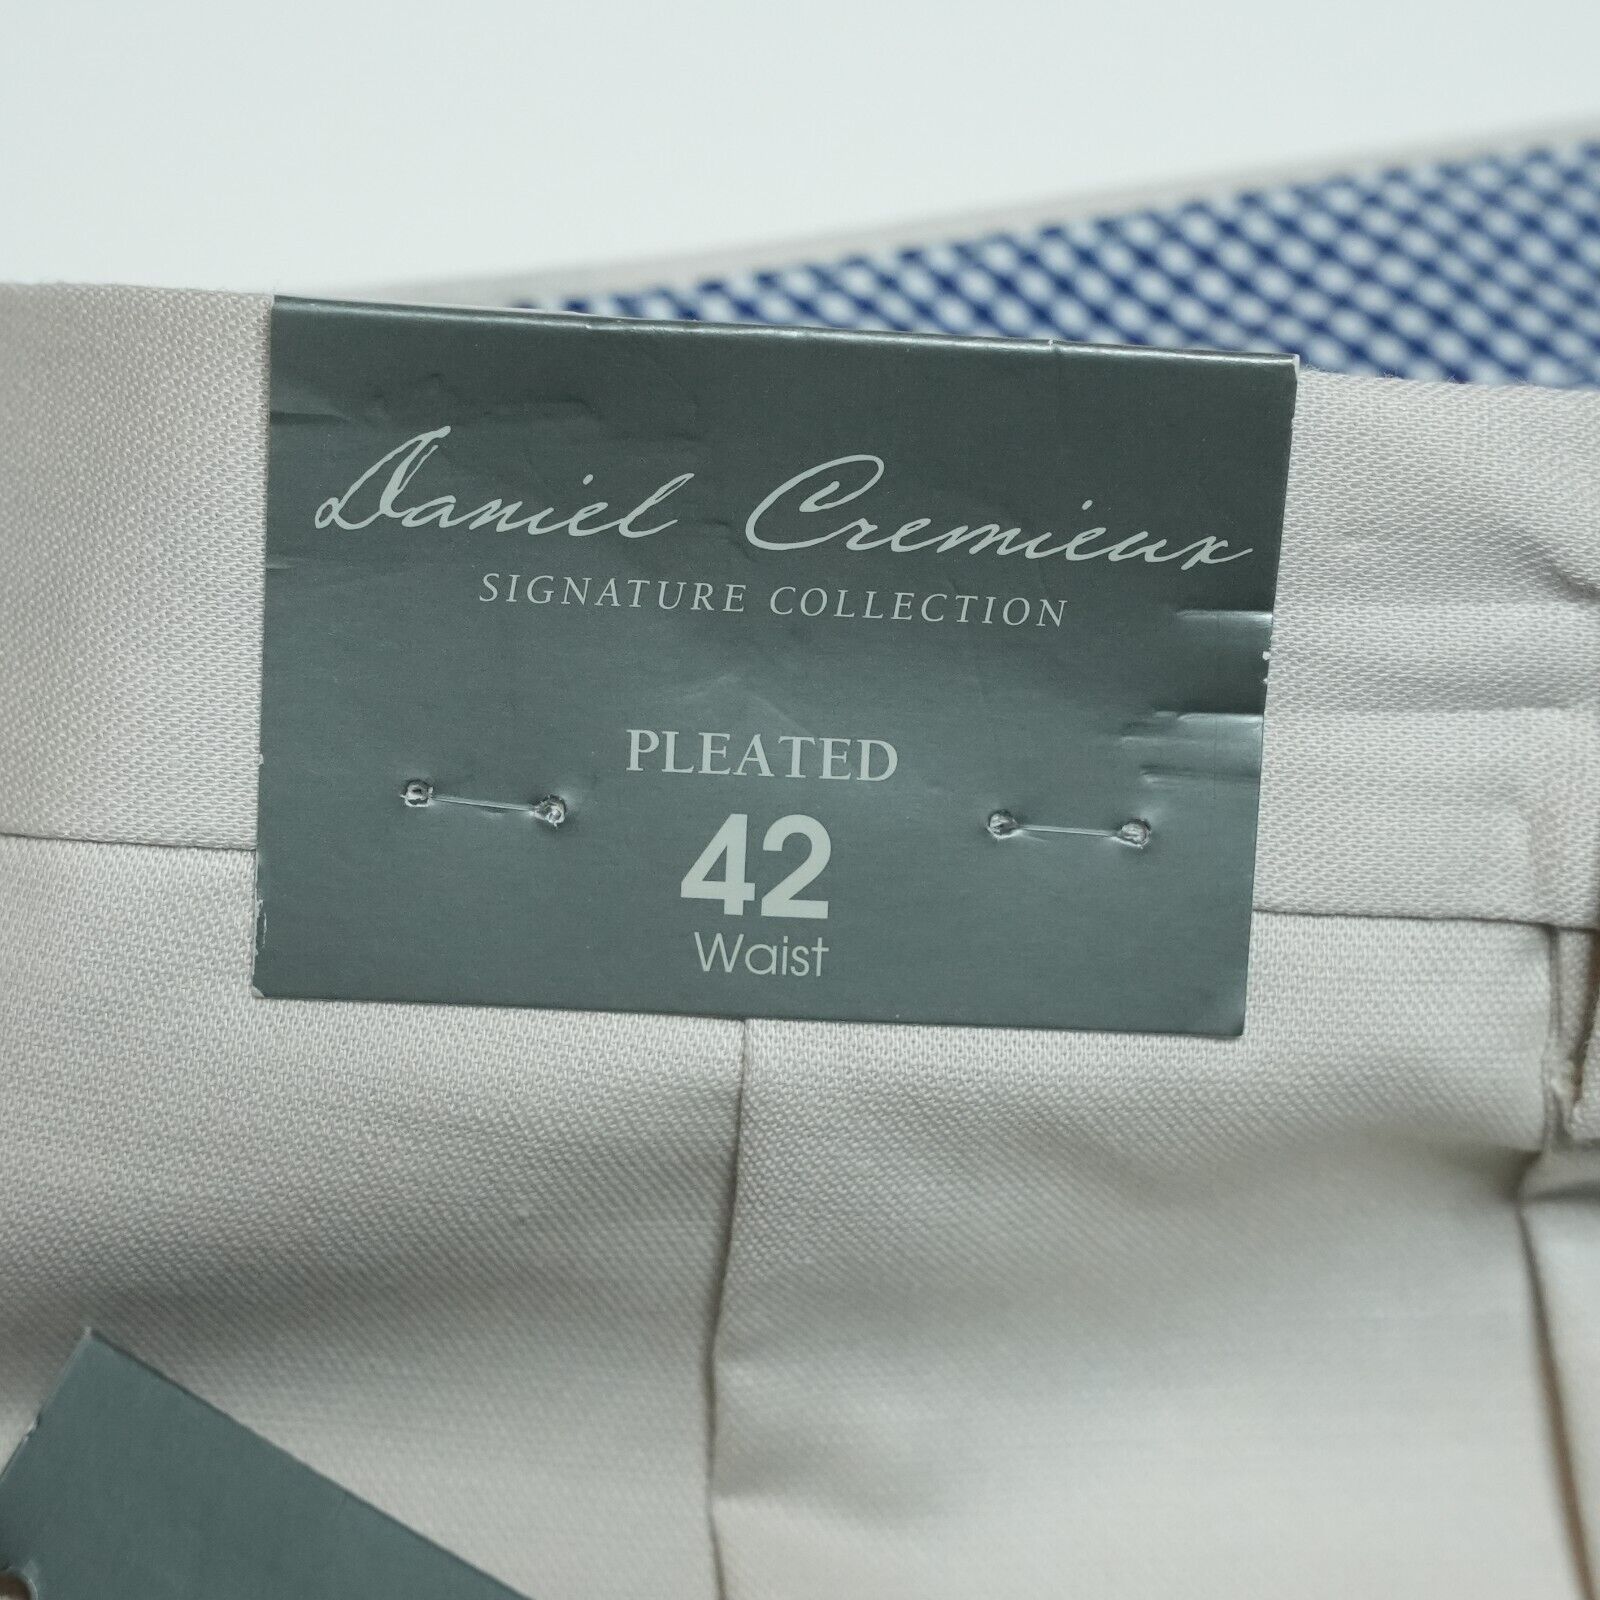 Daniel Cremieux
SIGNATURE COLLECTION
PLEATED
42
Waist